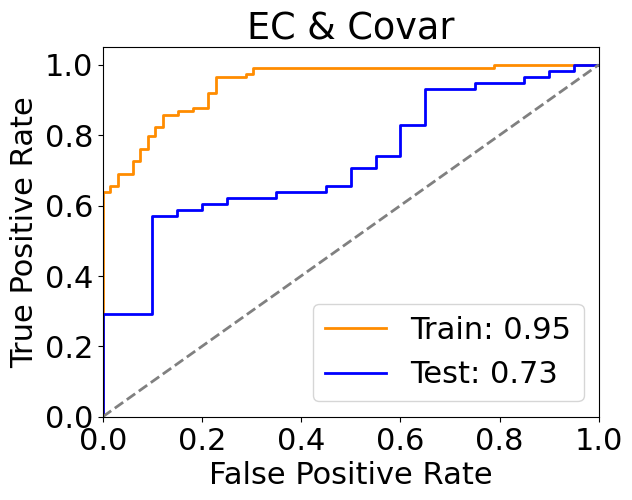 EC & Covar
True Positive Rate
1.0
0.8
0.6
0.4
0.2
0.0
Train: 0.95
Test: 0.73
0.0 0.2 0.4 0.6 0.8 1.0
False Positive Rate